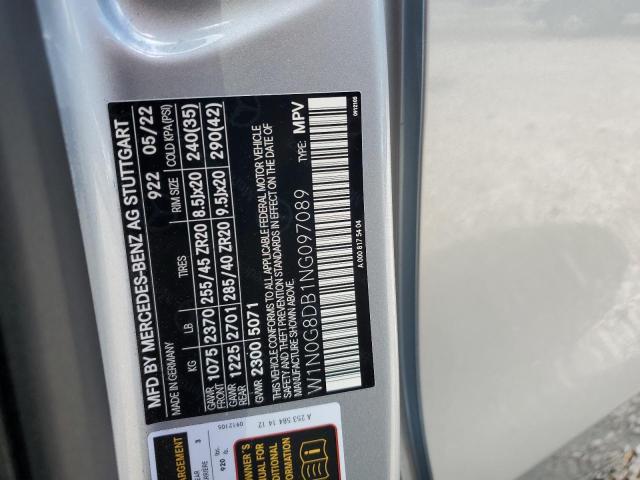 MFD BY MERCEDES-BENZ AG STUTTGART
MADE IN GERMANY 922 05/22
KG LB TIRES RIM SIZE COLD KPA(PSI)
GAWR FRONT 1075 2370 255/45 ZR20 8.5Jx20 240(35)
GAWR REAR 1225 2701 285/40 ZR20 9.5Jx20 290(42)
GVWR 2300 5071
THIS VEHICLE CONFORMS TO ALL APPLICABLE FEDERAL MOTOR VEHICLE
SAFETY AND THEFT PREVENTION STANDARDS IN EFFECT ON THE DATE OF
MANUFACTURE SHOWN ABOVE.
W1N0G8DB1NG097089 TYPE: MPV
A 000 817 54 04
0912105
A 253 584 14 12
0912105
3
920
OWNER'S